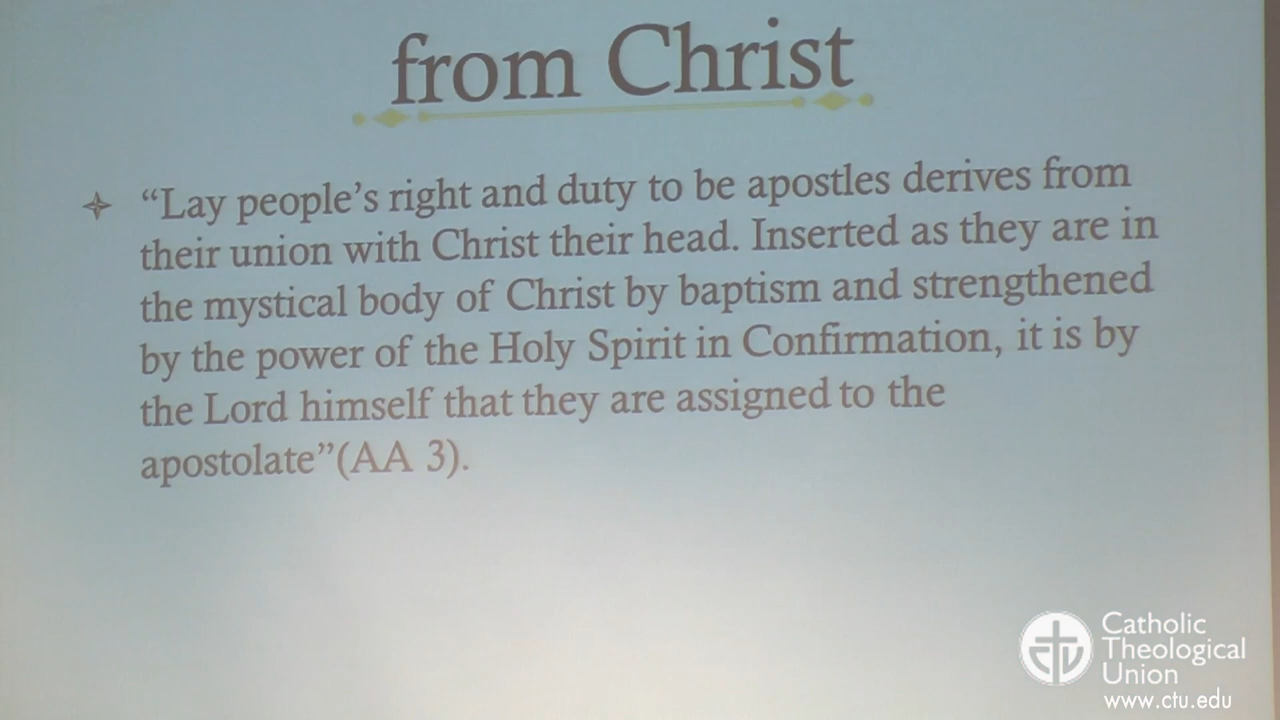 from Christ
“Lay people’s right and duty to be apostles derives from
their union with Christ their head. Inserted as they are in
the mystical body of Christ by baptism and strengthened
by the power of the Holy Spirit in Confirmation, it is by
the Lord himself that they are assigned to the
apostolate”(AA 3).
Catholic
Theological
Union
www.ctu.edu